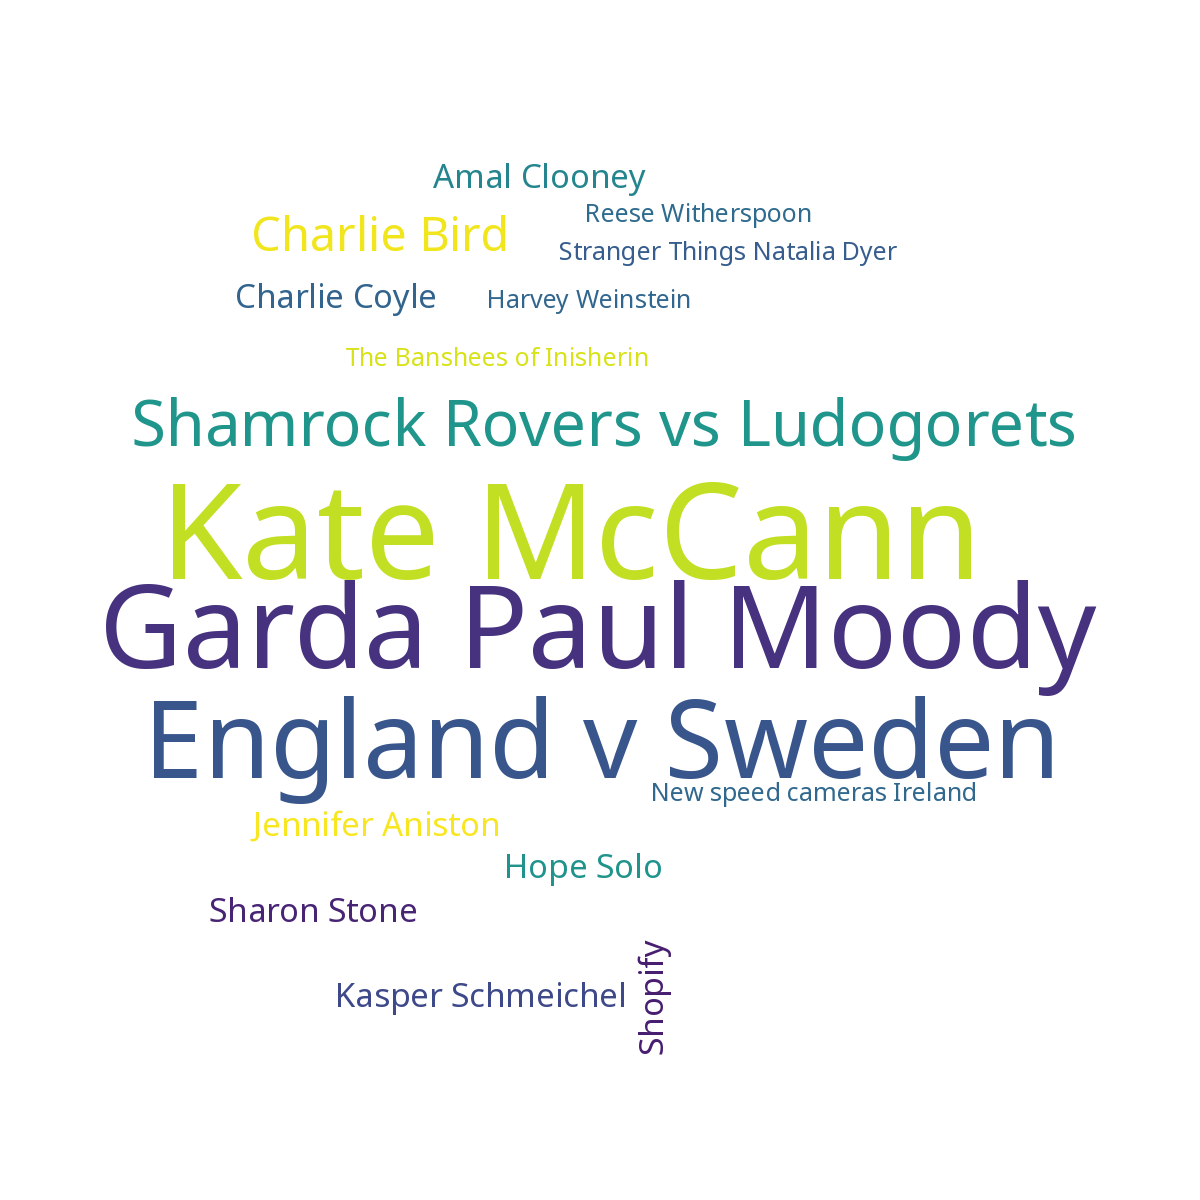 Amal Clooney
Reese Witherspoon
Charlie Bird
Stranger Things Natalia Dyer
Charlie Coyle
Harvey Weinstein
The Banshees of Inisherin
Shamrock Rovers vs Ludogorets
Kate McCann
Garda Paul Moody
England v Sweden
New speed cameras Ireland
Jennifer Aniston
Hope Solo
Sharon Stone
Kasper Schmeichel
Shopify